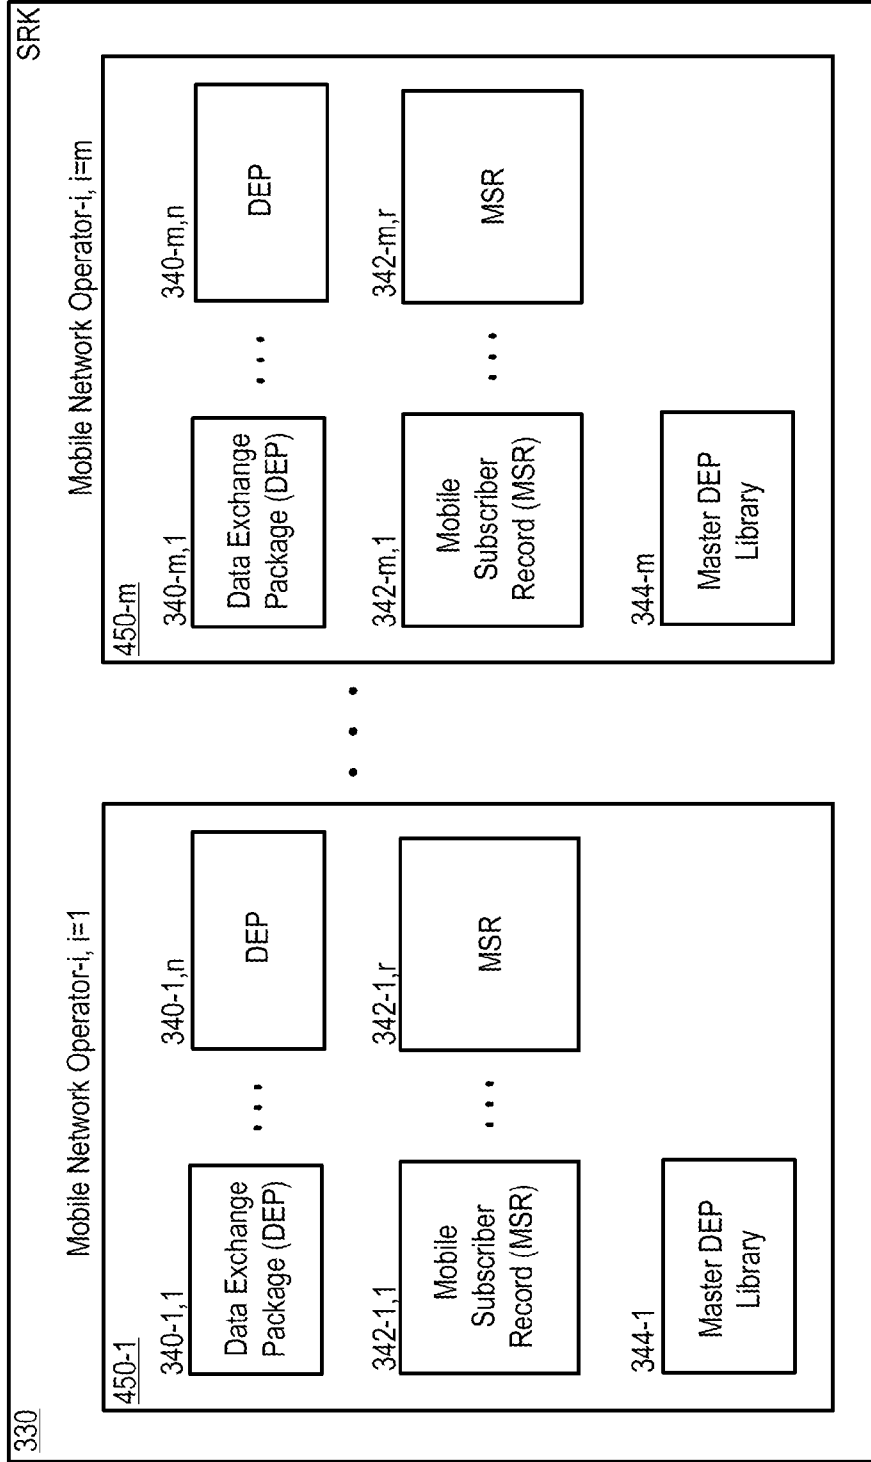 330
SRK
Mobile Network Operator-i, i=1
450-1
340-1,1
Data Exchange
Package (DEP)
340-1,n
DEP
342-1,1
Mobile
Subscriber
Record (MSR)
342-1,r
MSR
344-1
Master DEP
Library
Mobile Network Operator-i, i=m
450-m
340-m,1
Data Exchange
Package (DEP)
340-m,n
DEP
342-m,1
Mobile
Subscriber
Record (MSR)
342-m,r
MSR
344-m
Master DEP
Library